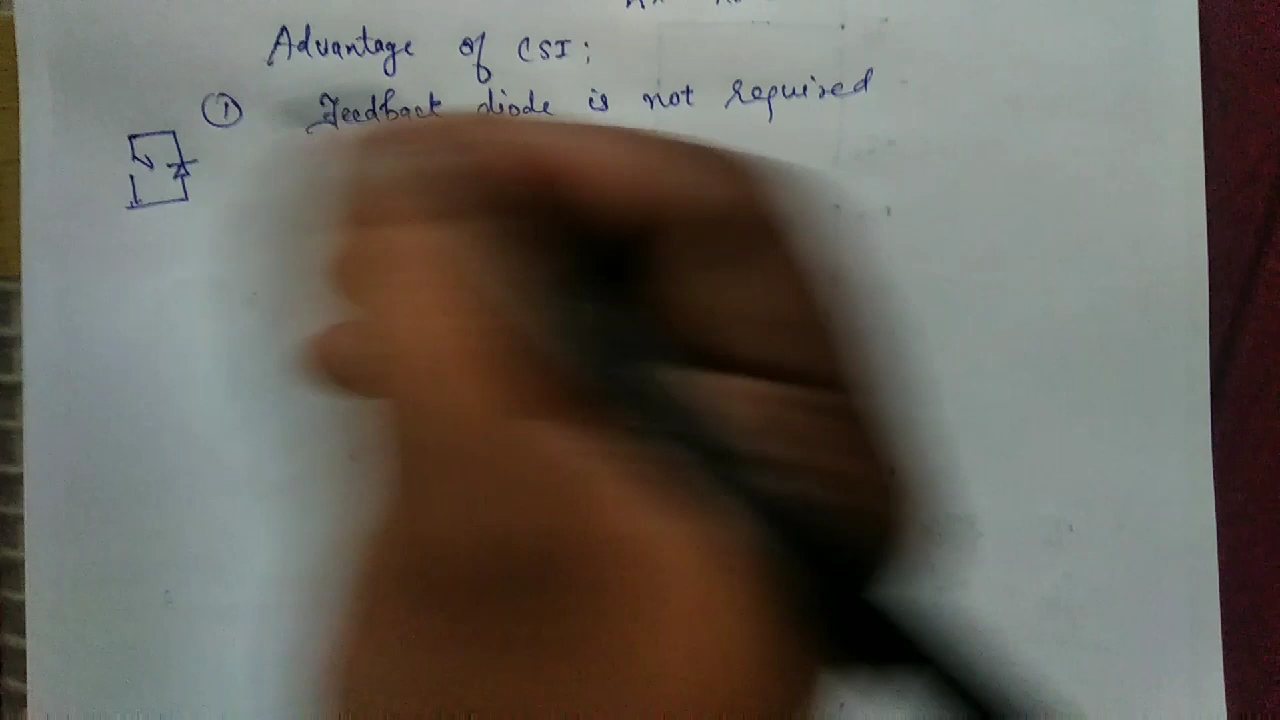 Advantage of CSI:
① Feedback diode is not required